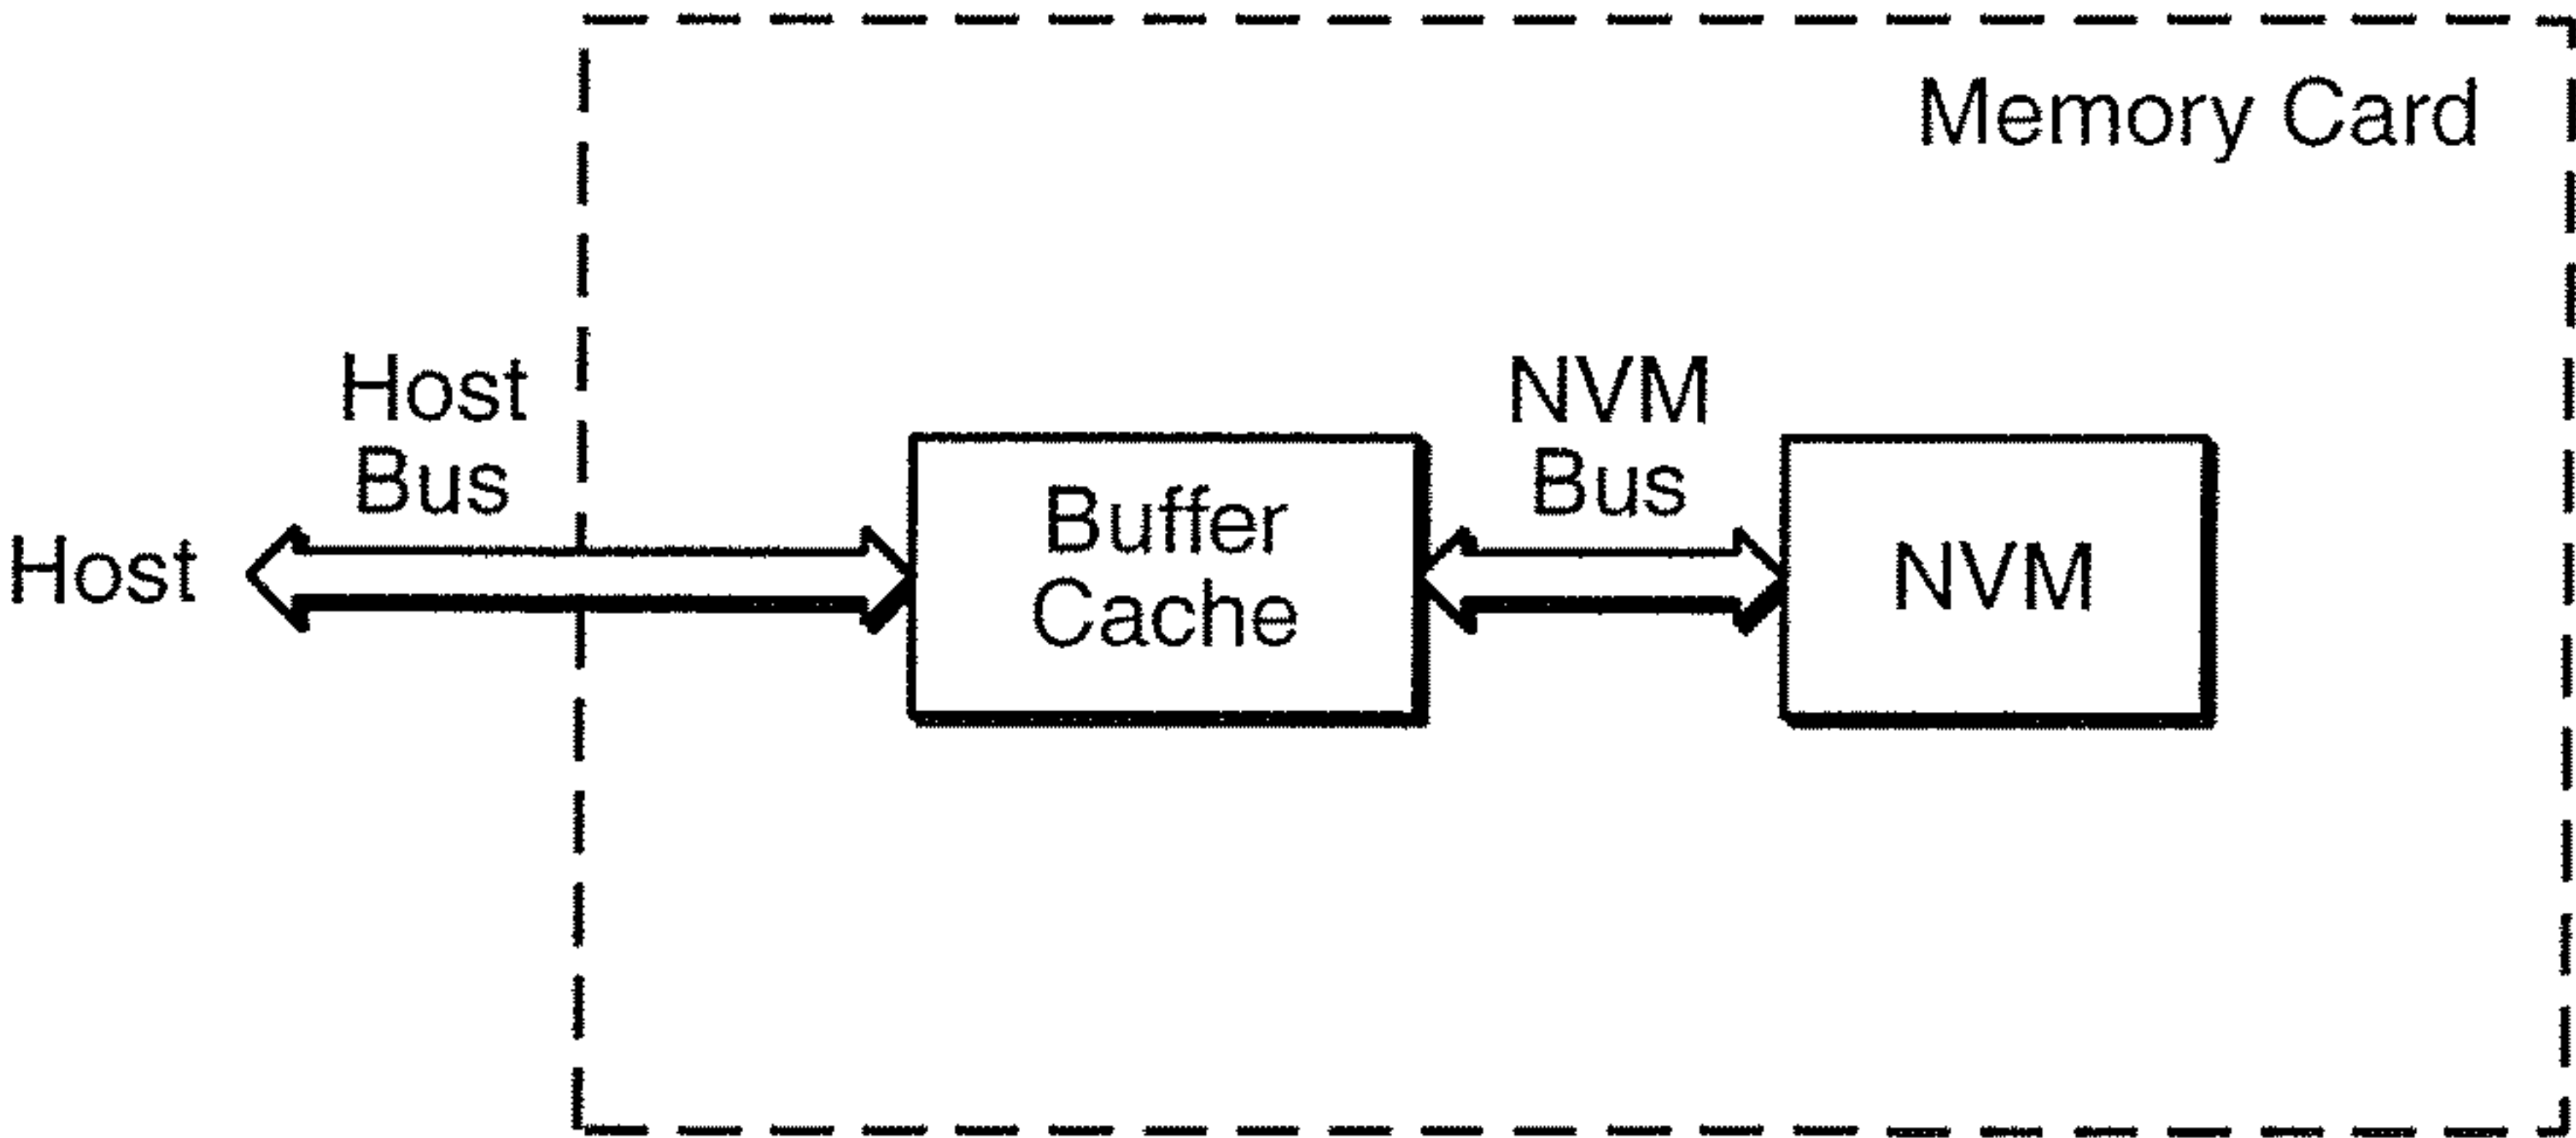 Memory Card
Host
Bus
NVM
Bus
Host
Buffer
Cache
NVM